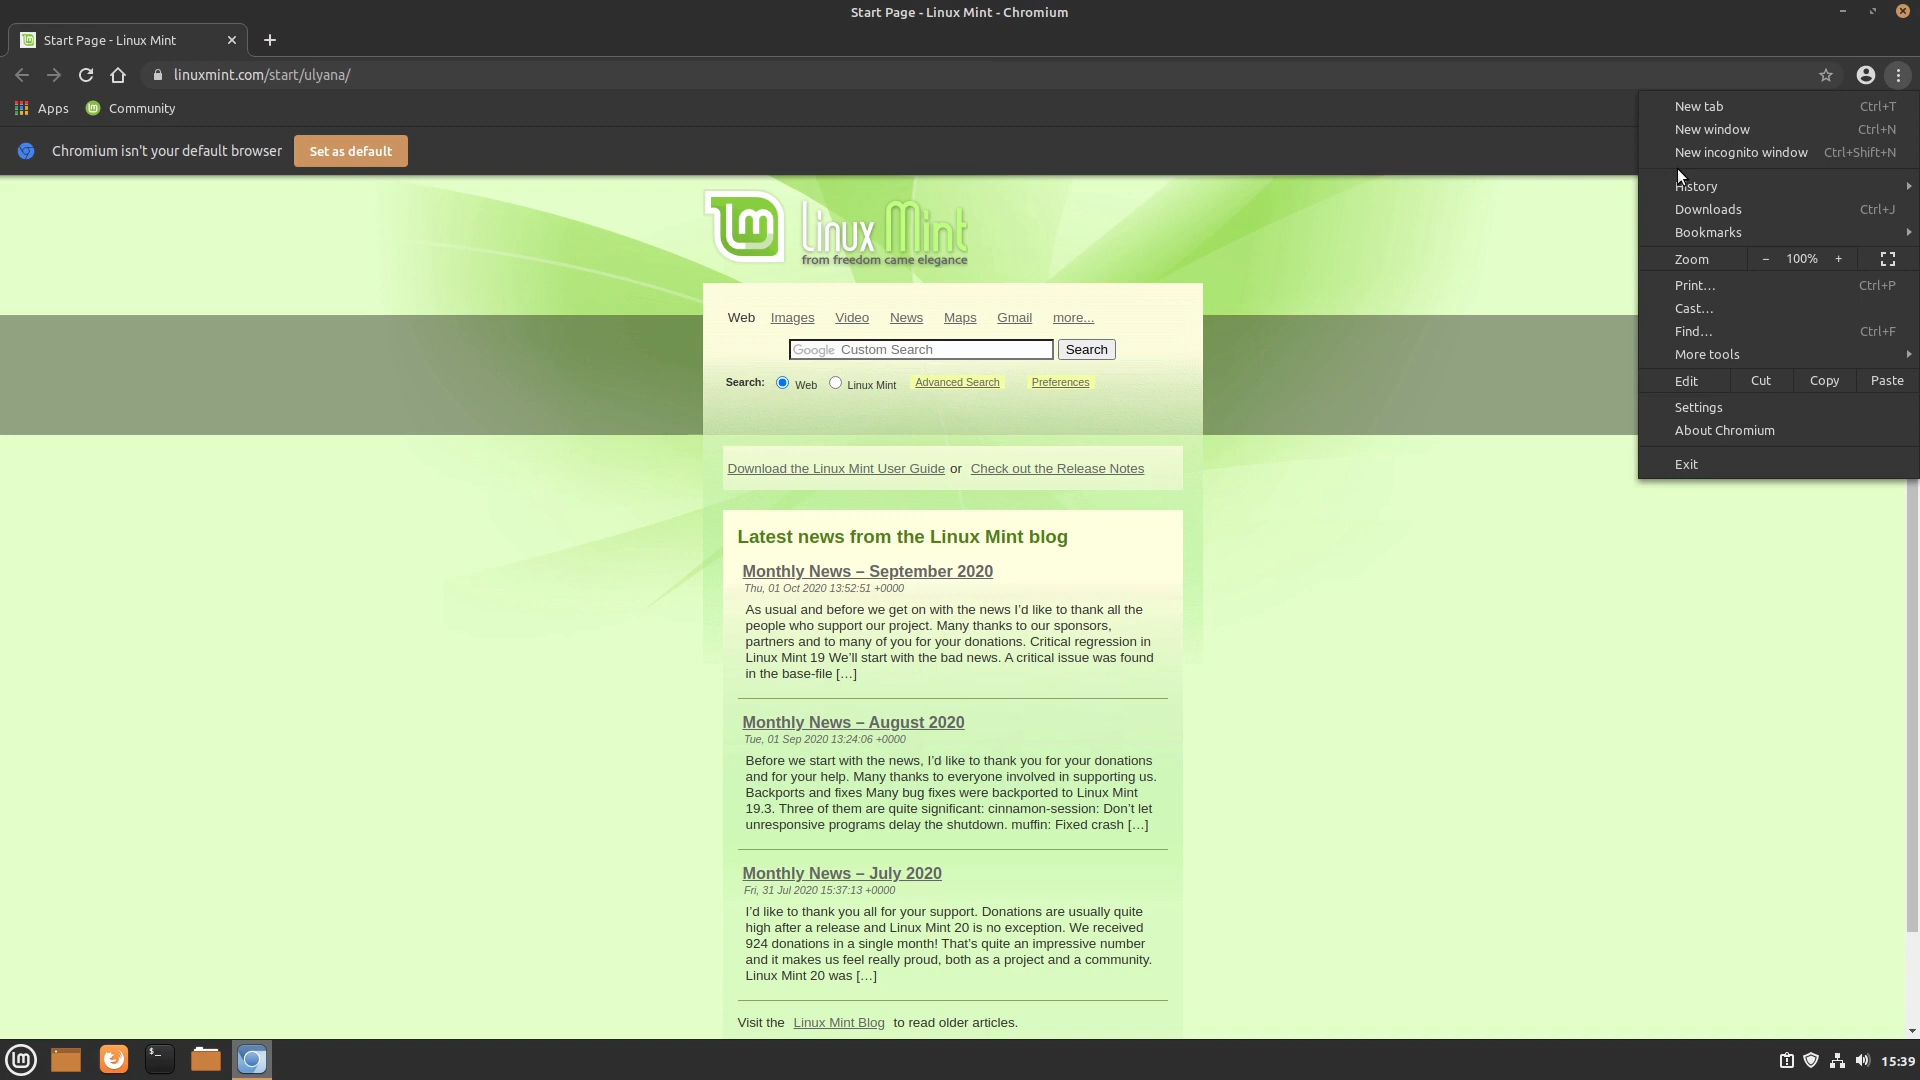 Start Page - Linux Mint - Chromium
Start Page - Linux Mint
linuxmint.com/start/ulyana/
Apps
Community
Chromium isn't your default browser
Set as default
New tab Ctrl+T
New window Ctrl+N
New incognito window Ctrl+Shift+N
History
Downloads Ctrl+J
Bookmarks
Zoom - 100% +
Print... Ctrl+P
Cast...
Find... Ctrl+F
More tools
Edit Cut Copy Paste
Settings
About Chromium
Exit
lm
Linux Mint
from freedom came elegance
Web Images Video News Maps Gmail more...
Google Custom Search Search
Search: Web Linux Mint Advanced Search Preferences
Download the Linux Mint User Guide or Check out the Release Notes
Latest news from the Linux Mint blog
Monthly News – September 2020
Thu, 01 Oct 2020 13:52:51 +0000
As usual and before we get on with the news I’d like to thank all the
people who support our project. Many thanks to our sponsors,
partners and to many of you for your donations. Critical regression in
Linux Mint 19 We’ll start with the bad news. A critical issue was found
in the base-file […]
Monthly News – August 2020
Tue, 01 Sep 2020 13:24:06 +0000
Before we start with the news, I’d like to thank you for your donations
and for your help. Many thanks to everyone involved in supporting us.
Backports and fixes Many bug fixes were backported to Linux Mint
19.3. Three of them are quite significant: cinnamon-session: Don’t let
unresponsive programs delay the shutdown. muffin: Fixed crash […]
Monthly News – July 2020
Fri, 31 Jul 2020 15:37:13 +0000
I’d like to thank you all for your support. Donations are usually quite
high after a release and Linux Mint 20 is no exception. We received
924 donations in a single month! That’s quite an impressive number
and it makes us feel really proud, both as a project and a community.
Linux Mint 20 was […]
Visit the Linux Mint Blog to read older articles.
15:39